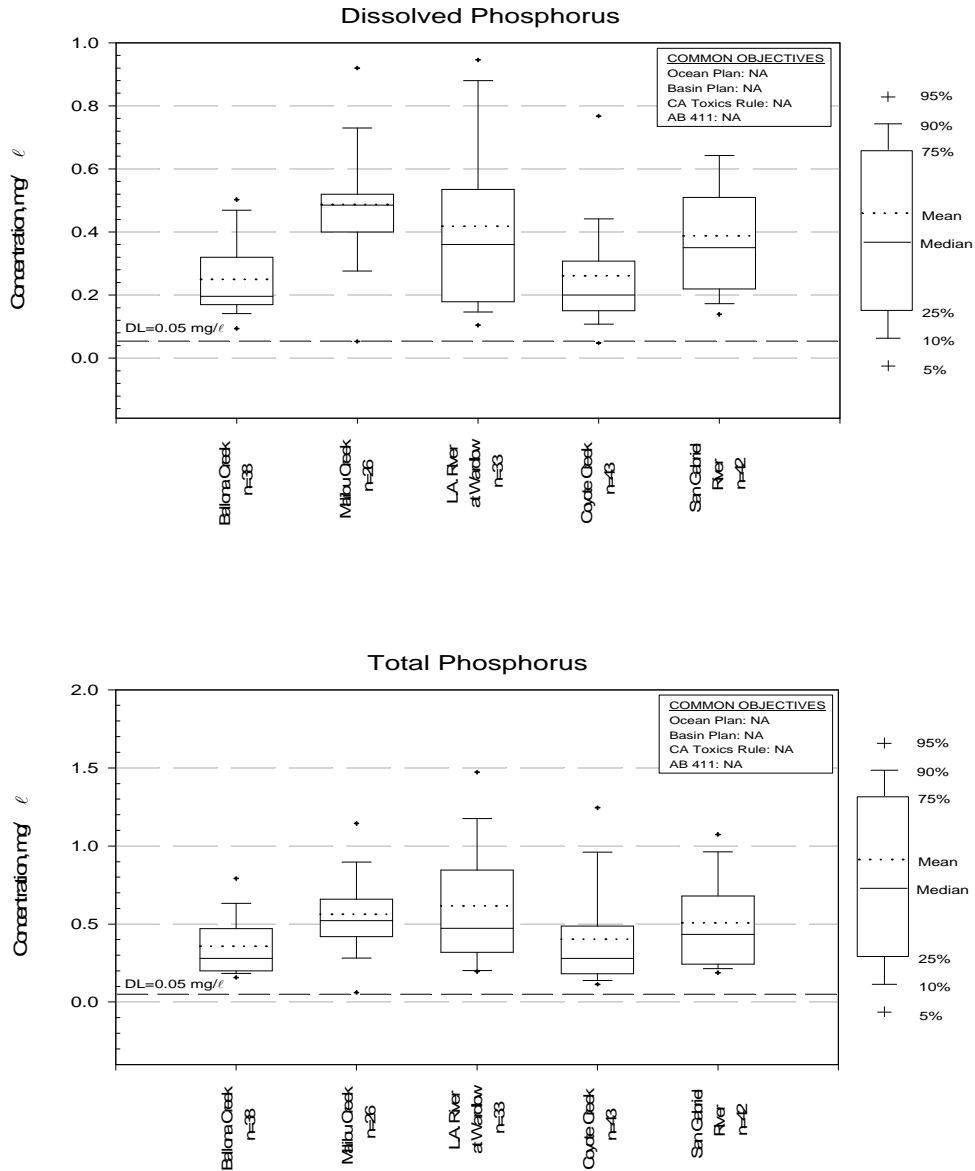 Dissolved Phosphorus
1.0
0.8
0.6
0.4
0.2
0.0
Concentration, mg/ ℓ
DL=0.05 mg/ℓ
COMMON OBJECTIVES
Ocean Plan: NA
Basin Plan: NA
CA Toxics Rule: NA
AB 411: NA
95%
90%
75%
Mean
Median
25%
10%
5%
Ballona Creek
n=38
Malibu Creek
n=26
L.A. River
at Wardlow
n=33
Coyote Creek
n=43
San Gabriel
River
n=42
Total Phosphorus
2.0
1.5
1.0
0.5
0.0
Concentration, mg/ ℓ
DL=0.05 mg/ℓ
COMMON OBJECTIVES
Ocean Plan: NA
Basin Plan: NA
CA Toxics Rule: NA
AB 411: NA
95%
90%
75%
Mean
Median
25%
10%
5%
Ballona Creek
n=38
Malibu Creek
n=26
L.A. River
at Wardlow
n=33
Coyote Creek
n=43
San Gabriel
River
n=42